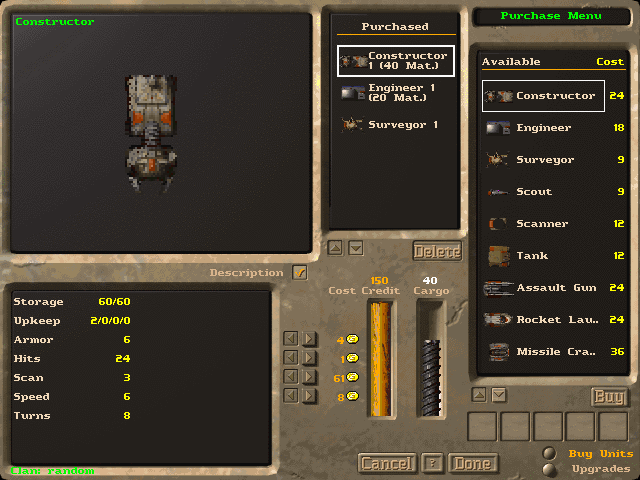 Constructor
Purchased
Constructor
1 (40 Mat.)
Engineer 1
(20 Mat.)
Surveyor 1
Delete
Purchase Menu
Available Cost
Constructor 24
Engineer 18
Surveyor 9
Scout 9
Scanner 12
Tank 12
Assault Gun 24
Rocket Lau.. 24
Missile Cra.. 36
Buy
Buy Units
Upgrades
Description
150 40
Cost Credit Cargo
4
1
61
8
Storage 60/60
Upkeep 2/0/0/0
Armor 6
Hits 24
Scan 3
Speed 6
Turns 8
Clan: random
Cancel ? Done